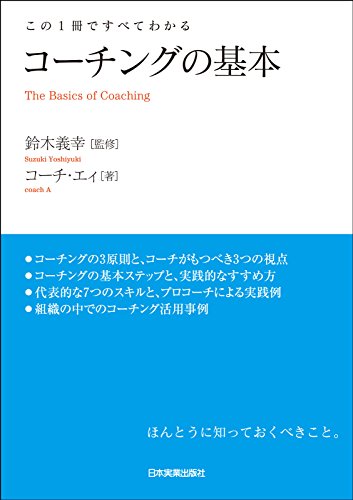 この1冊ですべてわかる
コーチングの基本
The Basics of Coaching
鈴木義幸[監修]
Suzuki Yoshiyuki
コーチ・エィ[著]
coach A
●コーチングの3原則と、コーチがもつべき3つの視点
●コーチングの基本ステップと、実践的なすすめ方
●代表的な7つのスキルと、プロコーチによる実践例
●組織の中でのコーチング活用事例
ほんとうに知っておくべきこと。
日本実業出版社